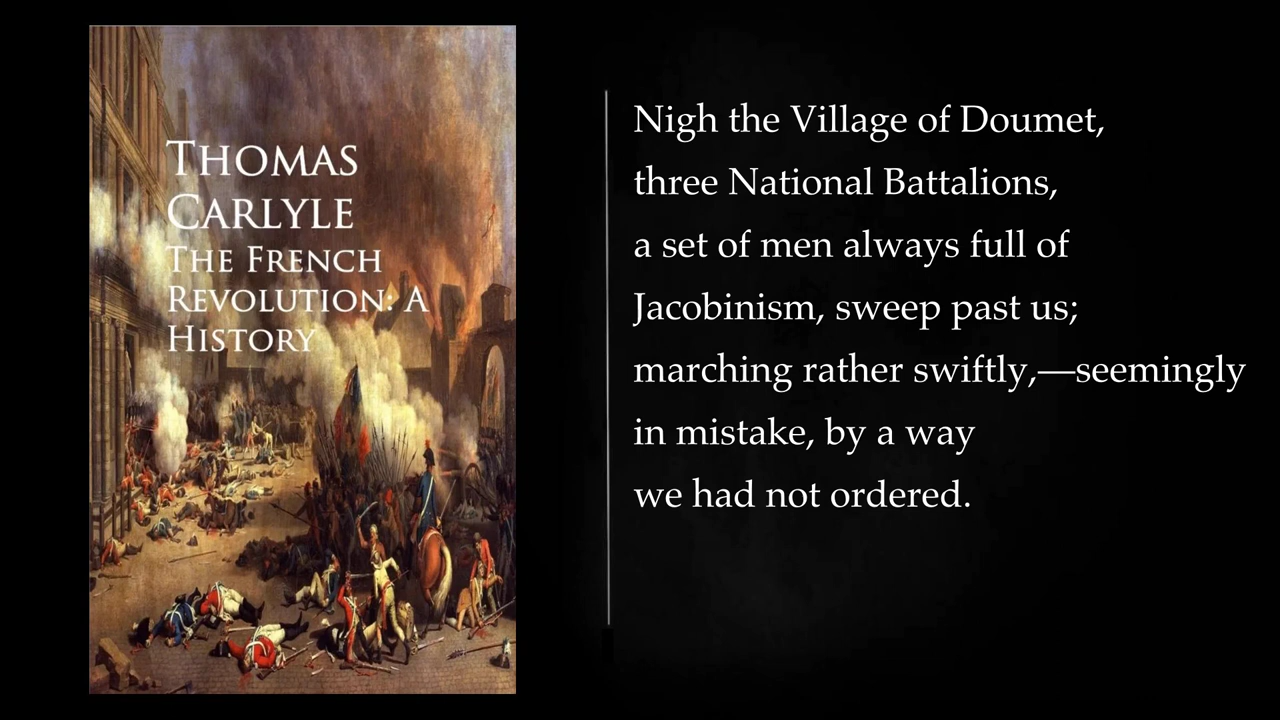 THOMAS
CARLYLE
THE FRENCH
REVOLUTION: A
HISTORY
Nigh the Village of Doumet,
three National Battalions,
a set of men always full of
Jacobinism, sweep past us;
marching rather swiftly,—seemingly
in mistake, by a way
we had not ordered.